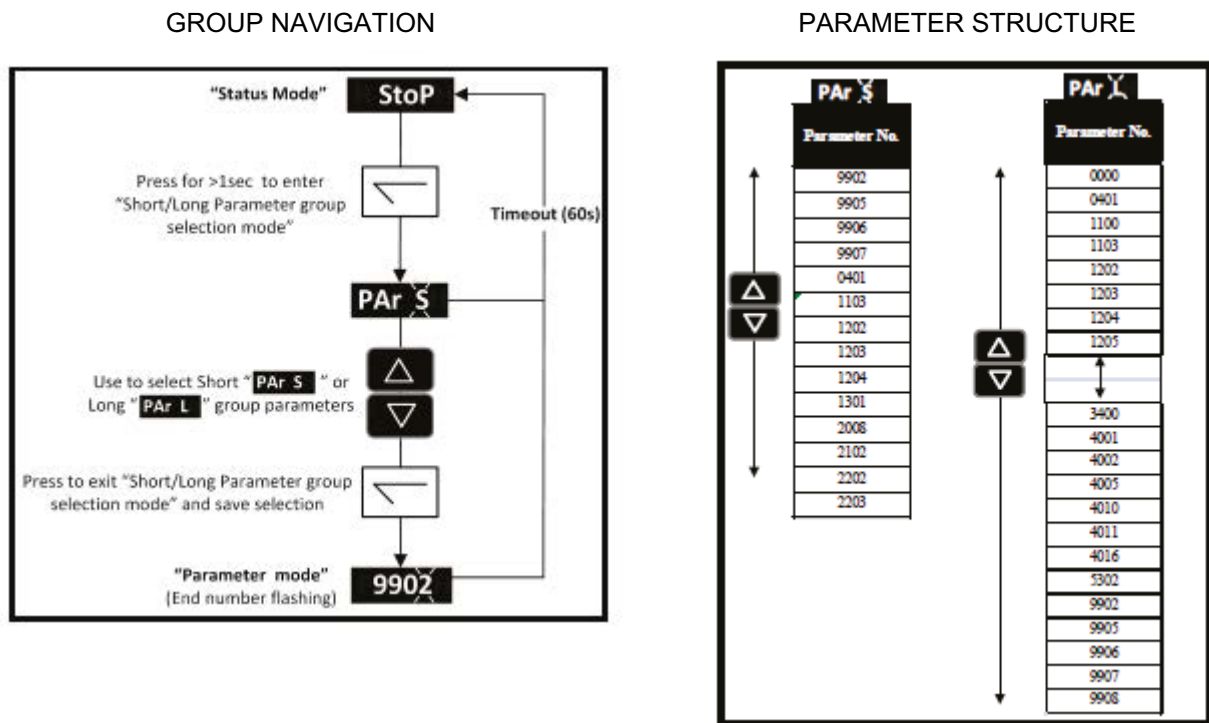 GROUP NAVIGATION
"Status Mode"
StoP
Press for >1sec to enter
"Short/Long Parameter group
selection mode"
Timeout (60s)
PAr S
Use to select Short "PAr S" or
Long "PAr L" group parameters
Press to exit "Short/Long Parameter group
selection mode" and save selection
"Parameter mode"
(End number flashing)
9902
PARAMETER STRUCTURE
PAr S
Parameter No.
9902
9905
9906
9907
0401
1103
1202
1203
1204
1301
2008
2102
2202
2203
PAr L
Parameter No.
0000
0401
1100
1103
1202
1203
1204
1205
3400
4001
4002
4005
4010
4011
4016
5302
9902
9905
9906
9907
9908